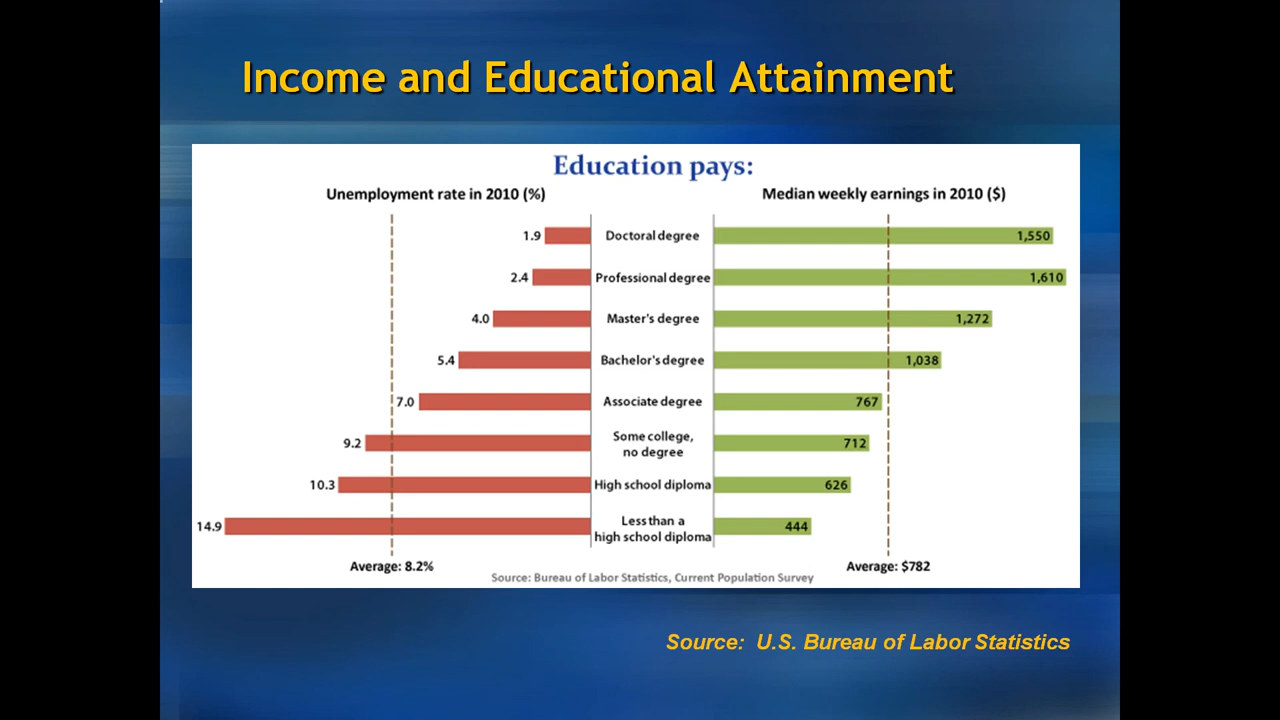 Income and Educational Attainment
Education pays:
Unemployment rate in 2010 (%)
Median weekly earnings in 2010 ($)
1.9 Doctoral degree 1,550
2.4 Professional degree 1,610
4.0 Master's degree 1,272
5.4 Bachelor's degree 1,038
7.0 Associate degree 767
9.2 Some college, 712
no degree
10.3 High school diploma 626
14.9 Less than a 444
high school diploma
Average: 8.2%
Average: $782
Source: Bureau of Labor Statistics, Current Population Survey
Source: U.S. Bureau of Labor Statistics